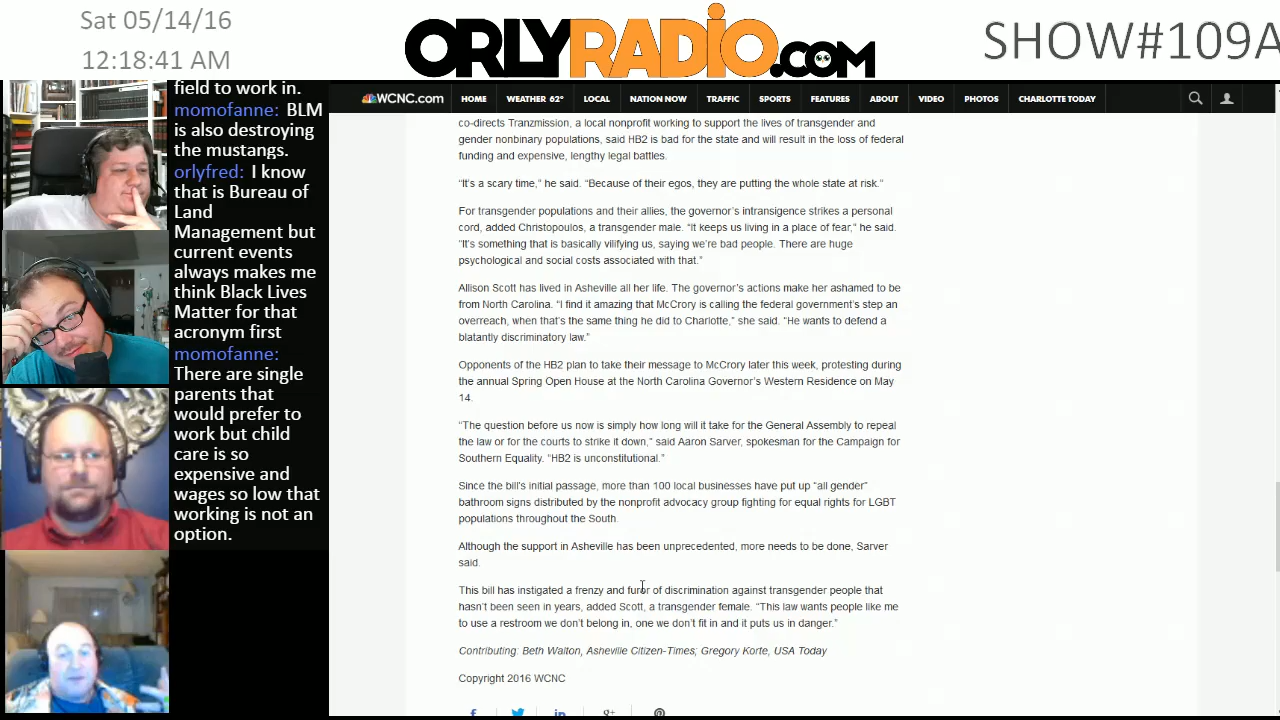 Sat 05/14/16
12:18:41 AM
ORLYRADiO.COM
SHOW#109A
field to work in.
momofanne: BLM
is also destroying
the mustangs.
orlyfred: I know
that is Bureau of
Land
Management but
current events
always makes me
think Black Lives
Matter for that
acronym first
momofanne:
There are single
parents that
would prefer to
work but child
care is so
expensive and
wages so low that
working is not an
option.
WCNC.com HOME WEATHER 62° LOCAL NATION NOW TRAFFIC SPORTS FEATURES ABOUT VIDEO PHOTOS CHARLOTTE TODAY
co-directs Tranzmission, a local nonprofit working to support the lives of transgender and
gender nonbinary populations, said HB2 is bad for the state and will result in the loss of federal
funding and expensive, lengthy legal battles.
“It’s a scary time,” he said. “Because of their egos, they are putting the whole state at risk.”
For transgender populations and their allies, the governor’s intransigence strikes a personal
cord, added Christopoulos, a transgender male. “It keeps us living in a place of fear,” he said.
“It’s something that is basically vilifying us, saying we’re bad people. There are huge
psychological and social costs associated with that.”
Allison Scott has lived in Asheville all her life. The governor’s actions make her ashamed to be
from North Carolina. “I find it amazing that McCrory is calling the federal government’s step an
overreach, when that’s the same thing he did to Charlotte,” she said. “He wants to defend a
blatantly discriminatory law.”
Opponents of the HB2 plan to take their message to McCrory later this week, protesting during
the annual Spring Open House at the North Carolina Governor’s Western Residence on May
14.
“The question before us now is simply how long will it take for the General Assembly to repeal
the law or for the courts to strike it down,” said Aaron Sarver, spokesman for the Campaign for
Southern Equality. “HB2 is unconstitutional.”
Since the bill’s initial passage, more than 100 local businesses have put up “all gender”
bathroom signs distributed by the nonprofit advocacy group fighting for equal rights for LGBT
populations throughout the South.
Although the support in Asheville has been unprecedented, more needs to be done, Sarver
said.
This bill has instigated a frenzy and furor of discrimination against transgender people that
hasn’t been seen in years, added Scott, a transgender female. “This law wants people like me
to use a restroom we don’t belong in, one we don’t fit in and it puts us in danger.”
Contributing: Beth Walton, Asheville Citizen-Times; Gregory Korte, USA Today
Copyright 2016 WCNC